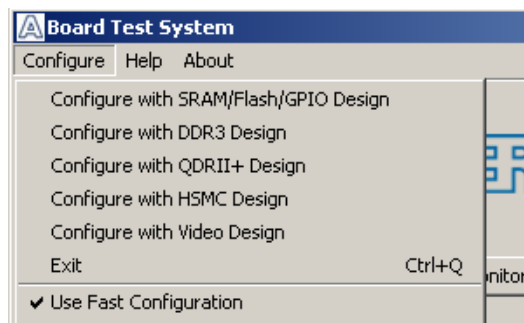 Board Test System
Configure Help About
Configure with SRAM/Flash/GPIO Design
Configure with DDR3 Design
Configure with QDRII+ Design
Configure with HSMC Design
Configure with Video Design
Exit Ctrl+Q
Use Fast Configuration